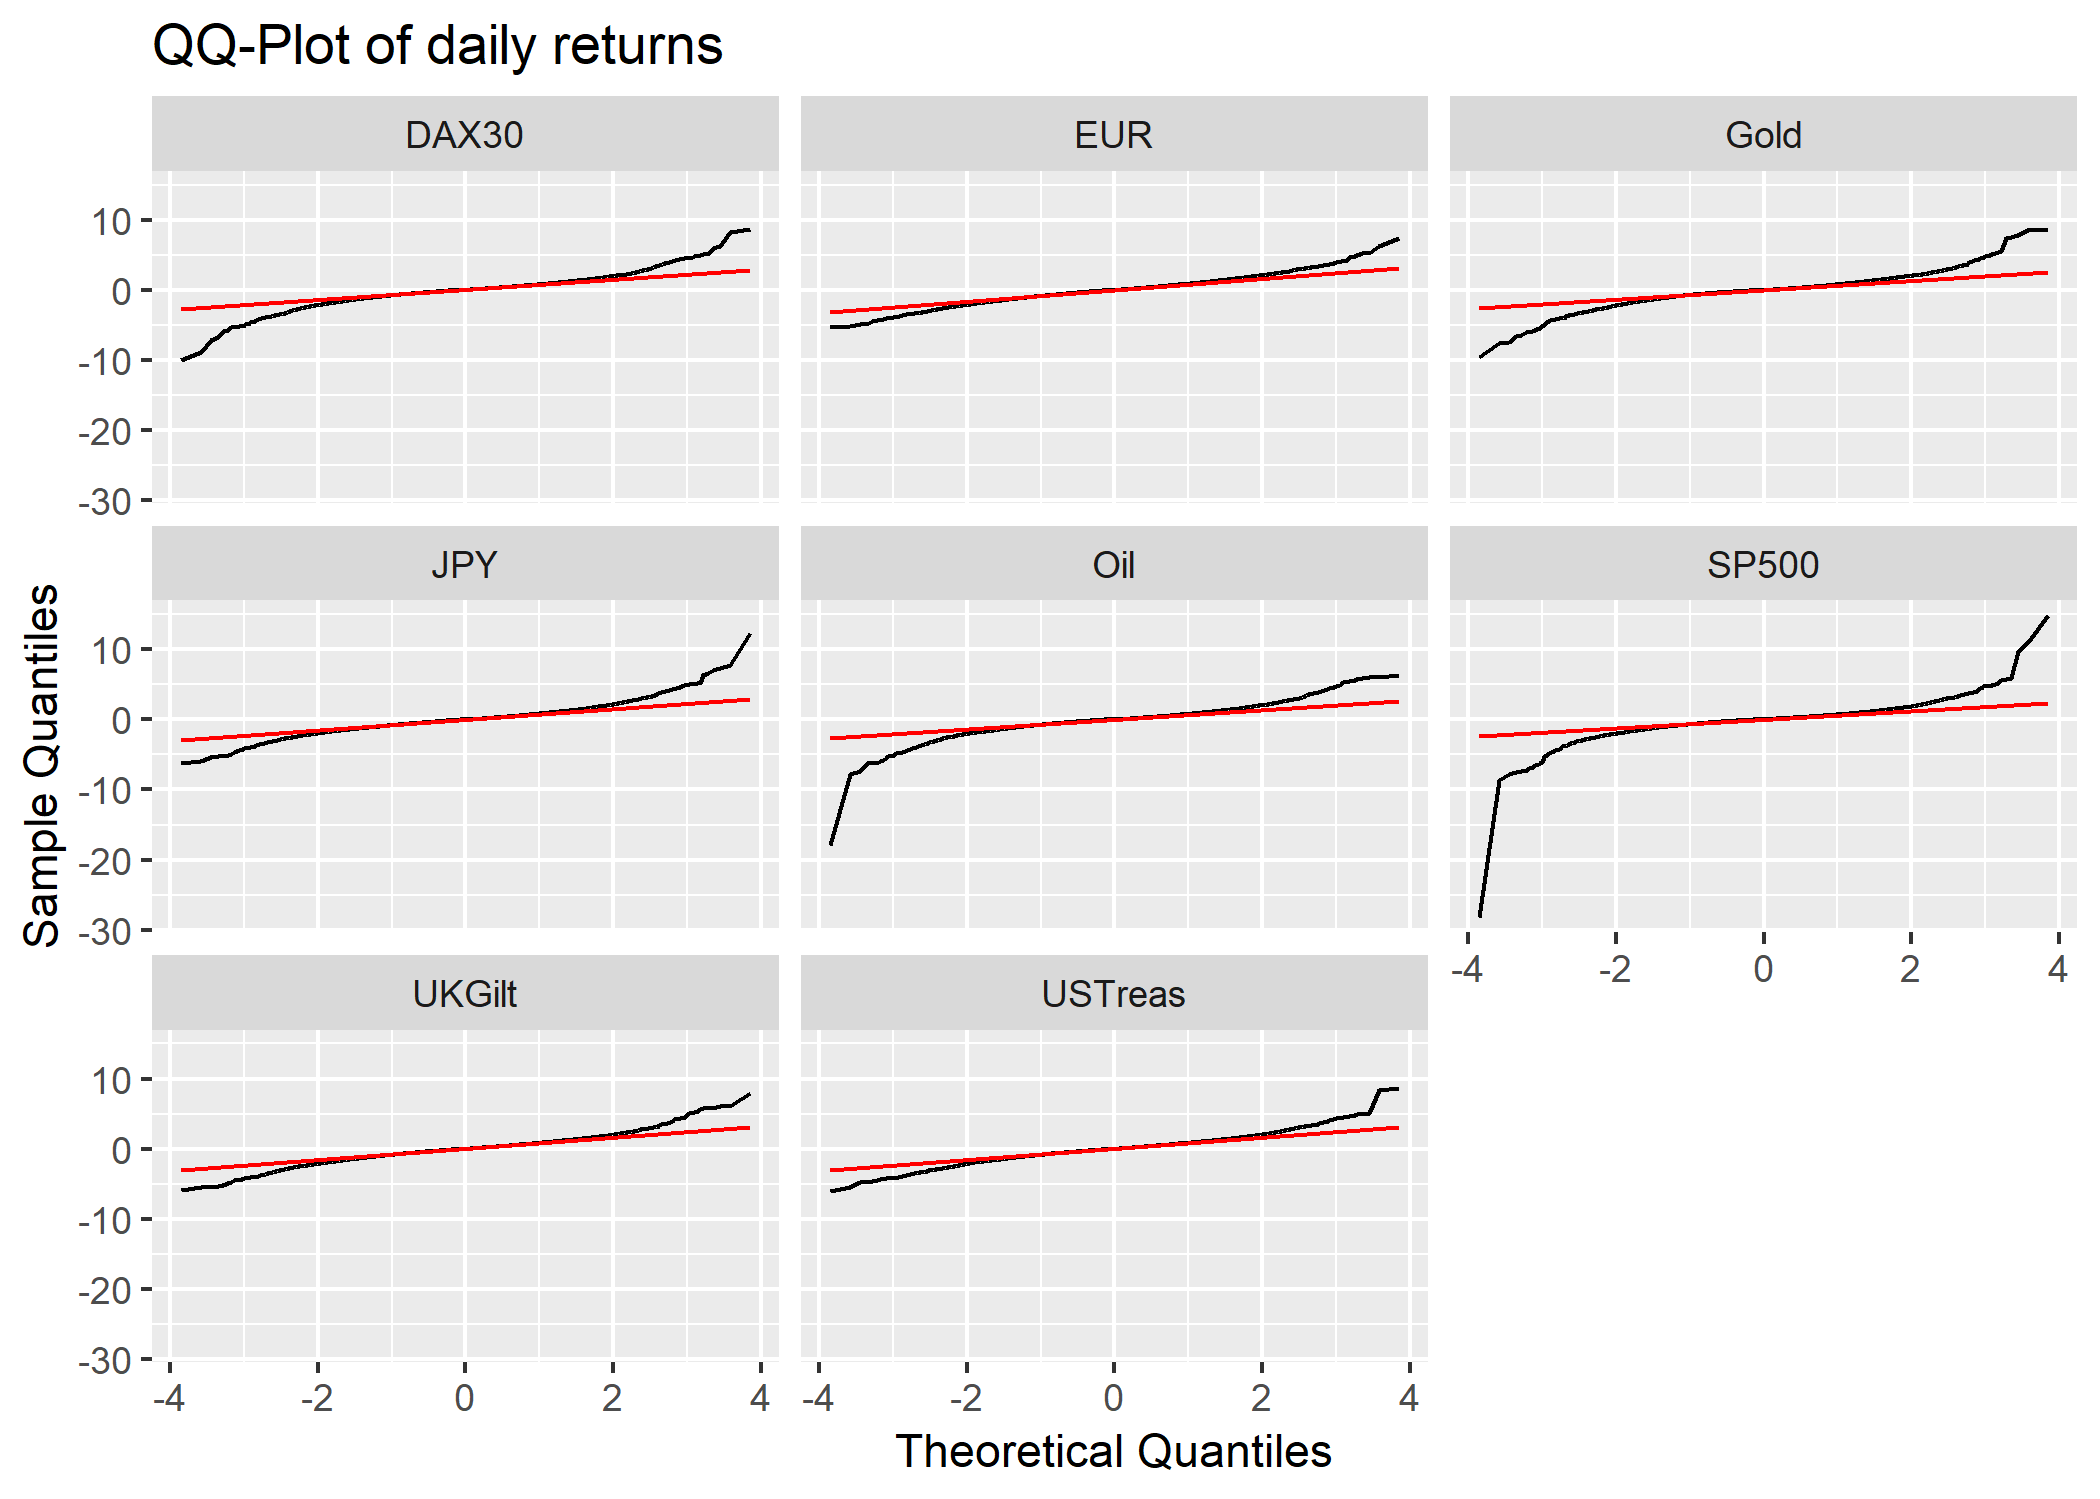 QQ-Plot of daily returns
DAX30 EUR Gold
10
0
-10
-20
-30
JPY Oil SP500
10
0
-10
-20
-30
-4 -2 0 2 4
UKGilt USTreas
10
0
-10
-20
-30
-4 -2 0 2 4 -4 -2 0 2 4
Sample Quantiles
Theoretical Quantiles